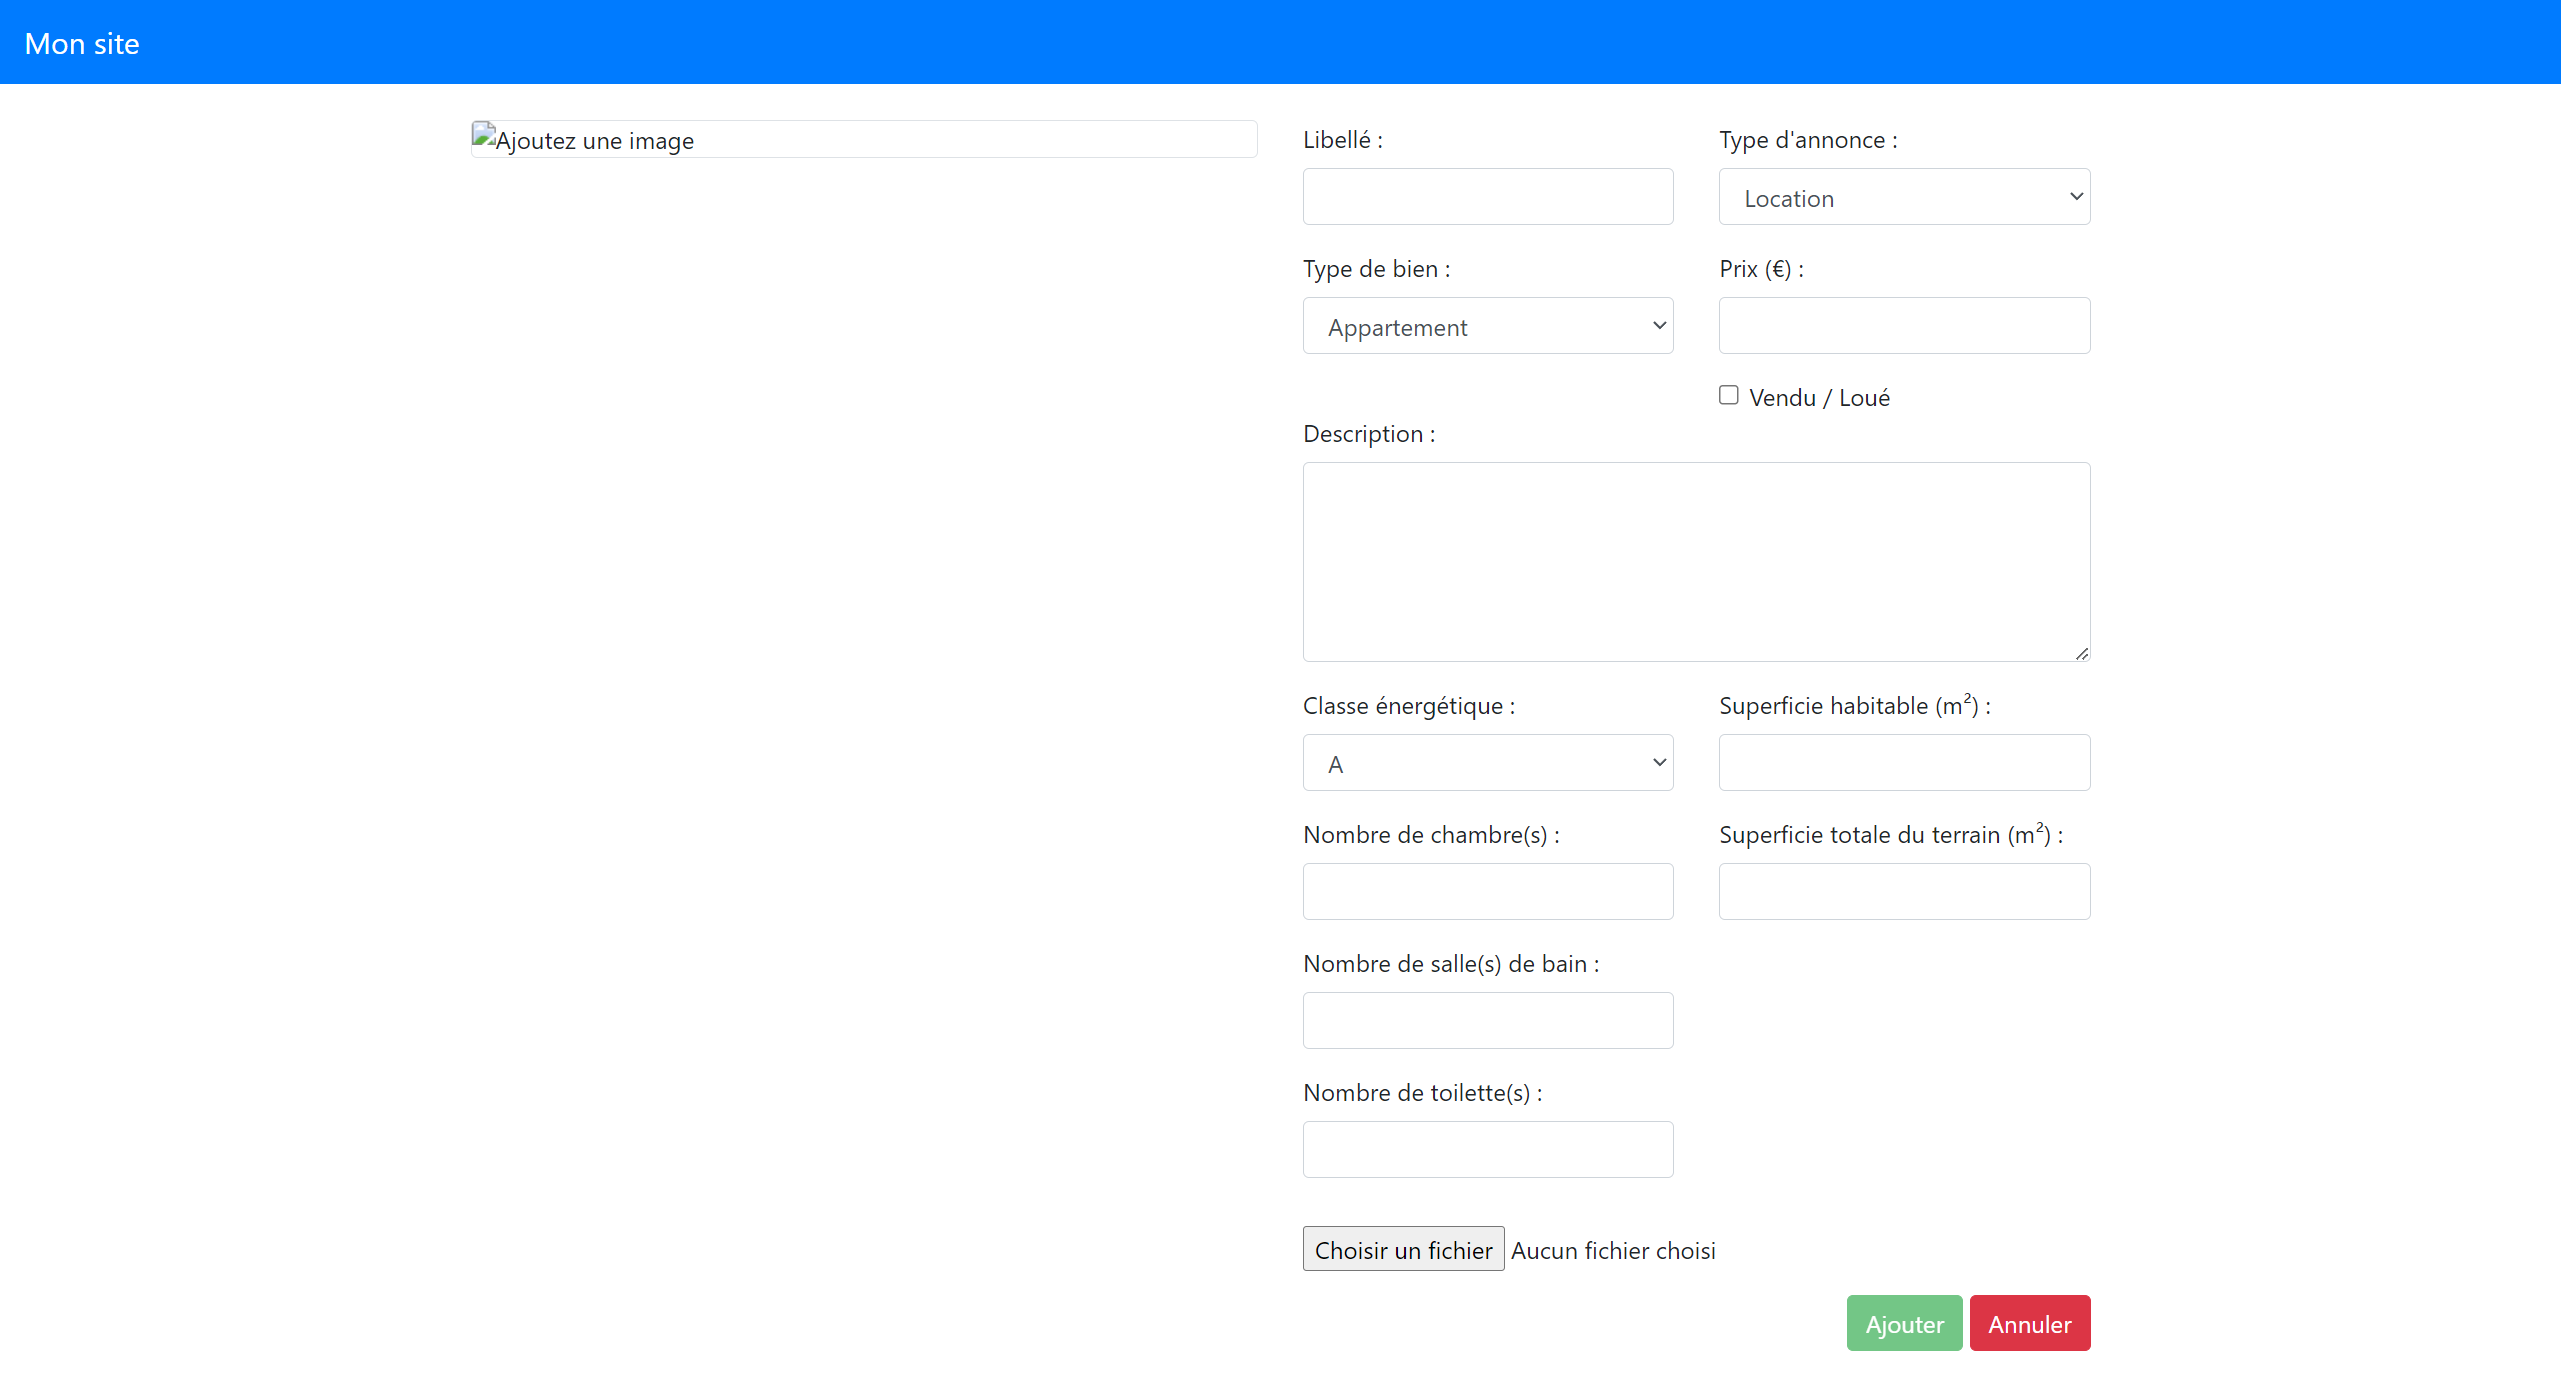 Mon site
Ajoutez une image
Libellé :
Type d'annonce :
Location
Type de bien :
Prix (€) :
Appartement
Vendu / Loué
Description :
Classe énergétique :
Superficie habitable (m²) :
A
Nombre de chambre(s) :
Superficie totale du terrain (m²) :
Nombre de salle(s) de bain :
Nombre de toilette(s) :
Choisir un fichier Aucun fichier choisi
Ajouter Annuler